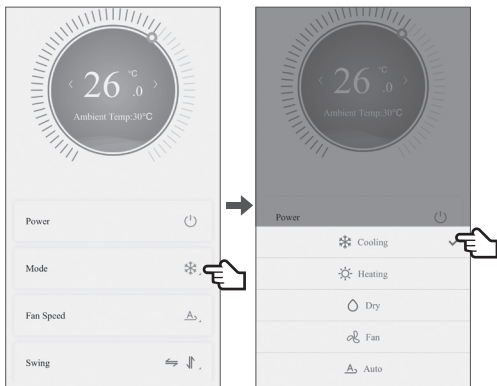 26 °C .0
Ambient Temp:30°C
Power
Mode
Fan Speed
Swing
26 °C .0
Ambient Temp:30°C
Power
Cooling
Heating
Dry
Fan
Auto